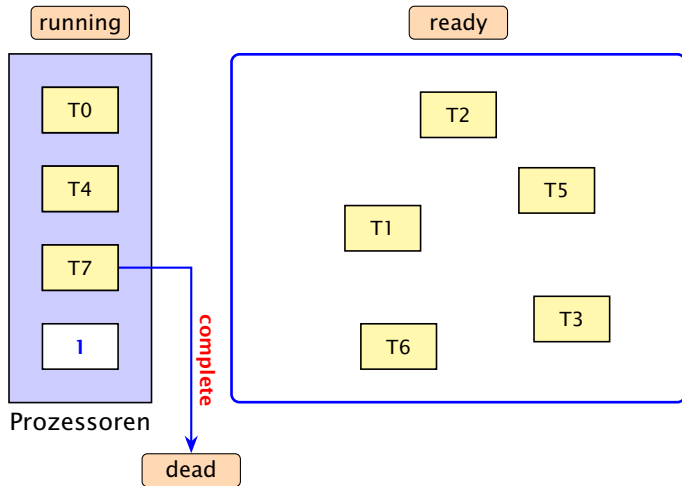 running
ready
T0
T4
T7
1
Prozessoren
T2
T5
T1
T3
T6
complete
dead